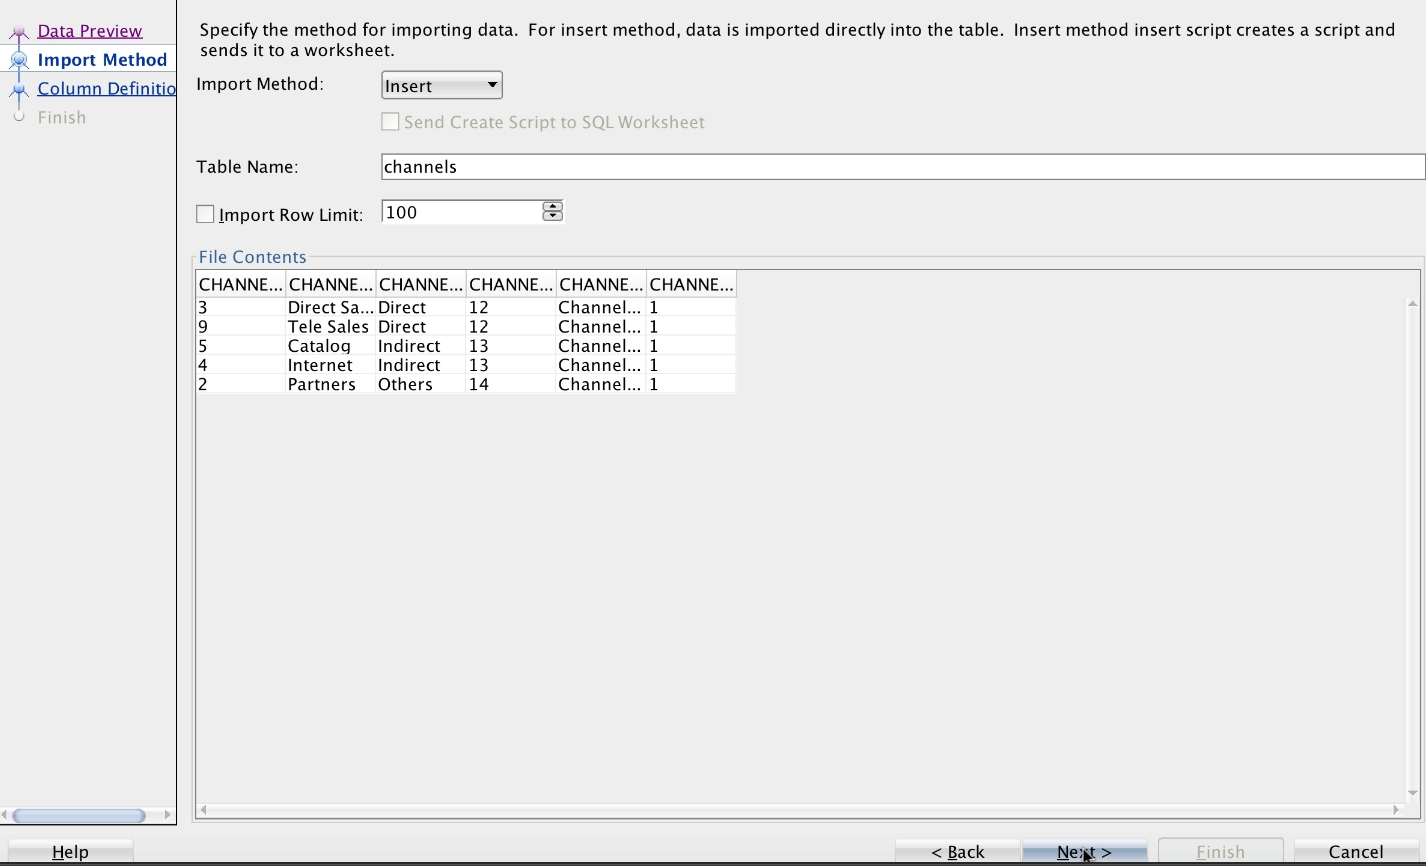 Data Preview
Import Method
Column Definitio
Finish
Specify the method for importing data.  For insert method, data is imported directly into the table.  Insert method insert script creates a script and
sends it to a worksheet.
Import Method: Insert
Send Create Script to SQL Worksheet
Table Name: channels
Import Row Limit: 100
File Contents
CHANNE... CHANNE... CHANNE... CHANNE... CHANNE... CHANNE...
3 Direct Sa... Direct 12 Channel... 1
9 Tele Sales Direct 12 Channel... 1
5 Catalog Indirect 13 Channel... 1
4 Internet Indirect 13 Channel... 1
2 Partners Others 14 Channel... 1
Help < Back Next > Finish Cancel